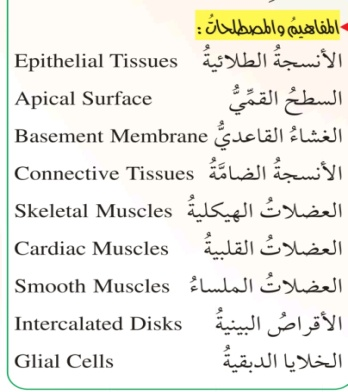 المفاهيمُ والمصطلحاتُ :
الأنسجةُ الطلائيةُ Epithelial Tissues
السطحُ القمِّيُّ Apical Surface
الغشاءُ القاعديُّ Basement Membrane
الأنسجةُ الضامَّةُ Connective Tissues
العضلاتُ الهيكليةُ Skeletal Muscles
العضلاتُ القلبيةُ Cardiac Muscles
العضلاتُ الملساءُ Smooth Muscles
الأقراصُ البينيةُ Intercalated Disks
الخلايا الدبقيةُ Glial Cells